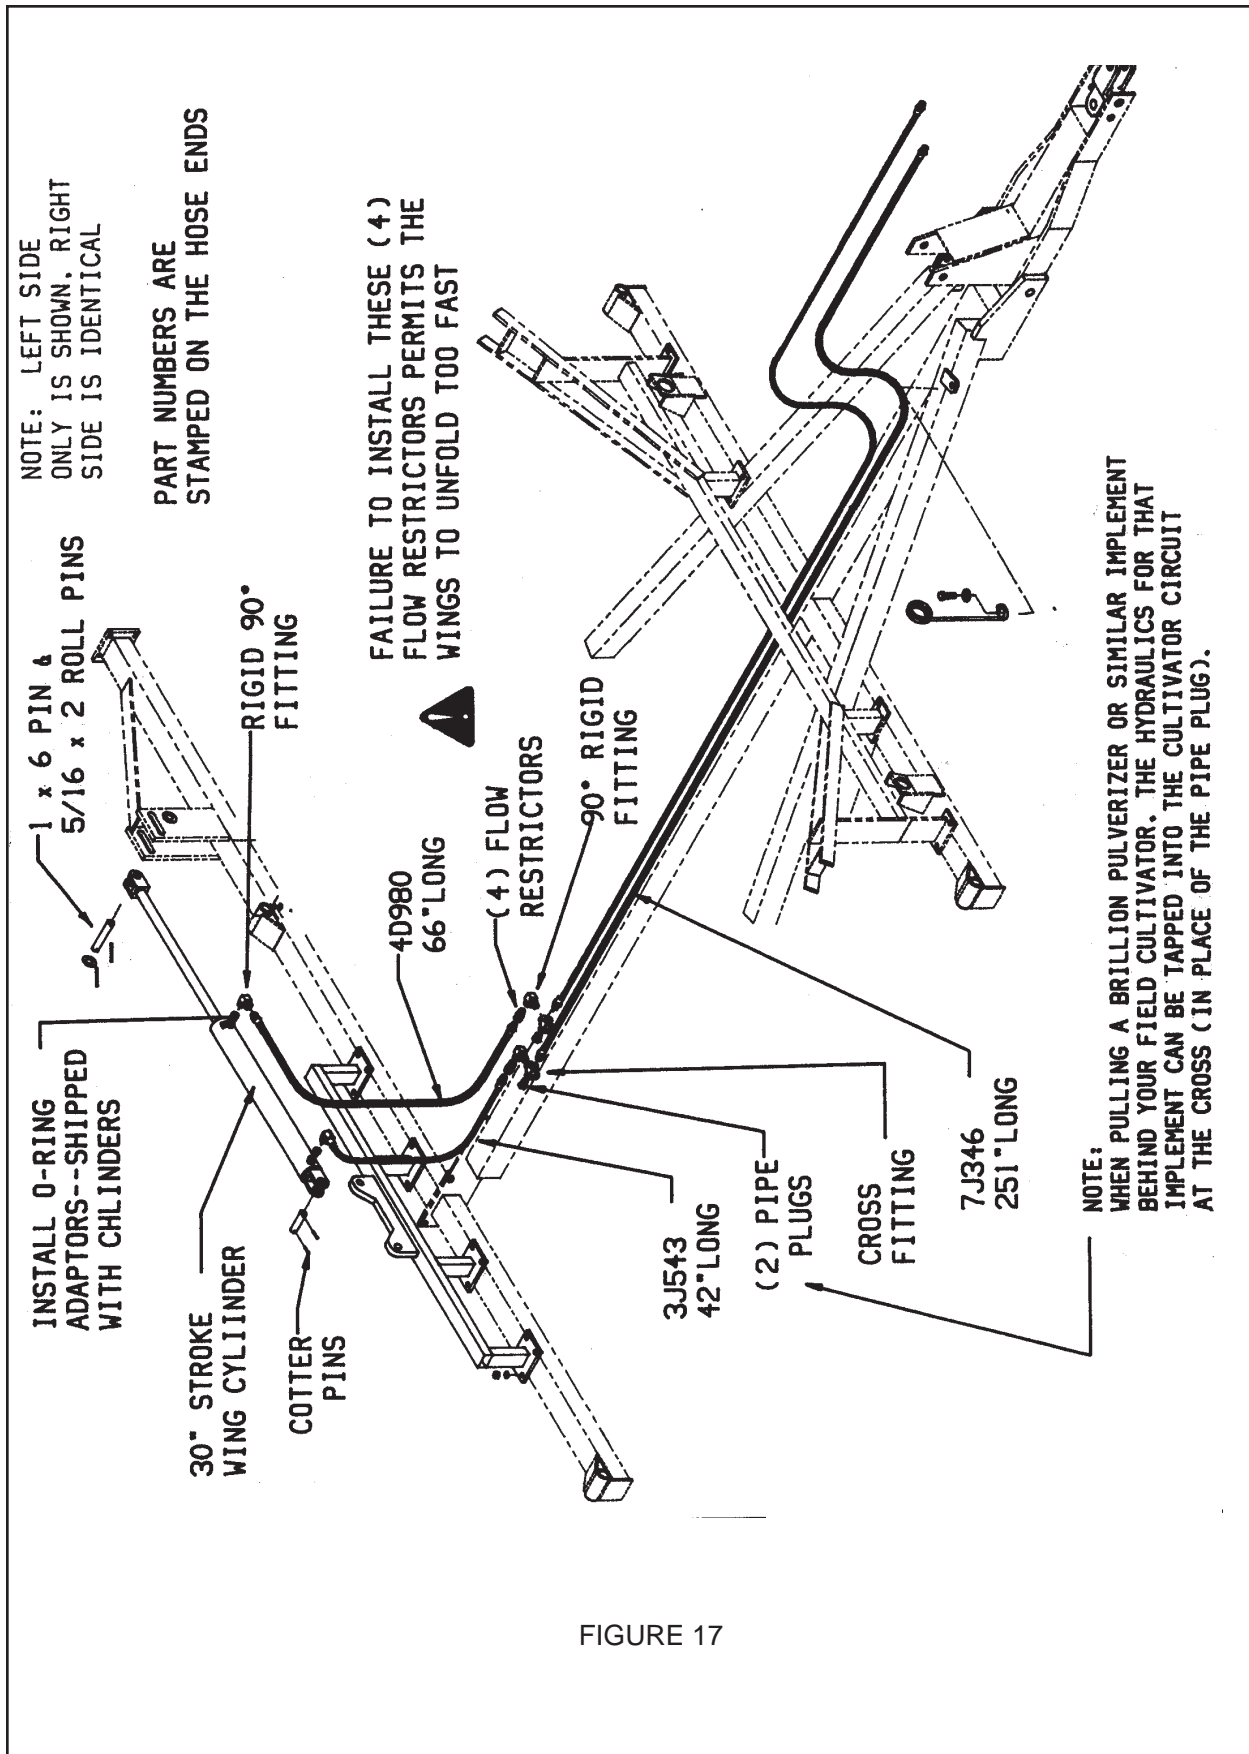 NOTE: LEFT SIDE
ONLY IS SHOWN. RIGHT
SIDE IS IDENTICAL
PART NUMBERS ARE
STAMPED ON THE HOSE ENDS
1 x 6 PIN &
5/16 x 2 ROLL PINS
RIGID 90°
FITTING
FAILURE TO INSTALL THESE (4)
FLOW RESTRICTORS PERMITS THE
WINGS TO UNFOLD TOO FAST
INSTALL O-RING
ADAPTORS--SHIPPED
WITH CHLINDERS
30" STROKE
WING CYLIINDER
COTTER
PINS
4D980
66"LONG
(4) FLOW
RESTRICTORS
90° RIGID
FITTING
3J543
42"LONG
(2) PIPE
PLUGS
CROSS
FITTING
7J346
251"LONG
NOTE:
WHEN PULLING A BRILLION PULVERIZER OR SIMILAR IMPLEMENT
BEHIND YOUR FIELD CULTIVATOR, THE HYDRAULICS FOR THAT
IMPLEMENT CAN BE TAPPED INTO THE CULTIVATOR CIRCUIT
AT THE CROSS (IN PLACE OF THE PIPE PLUG).
FIGURE 17